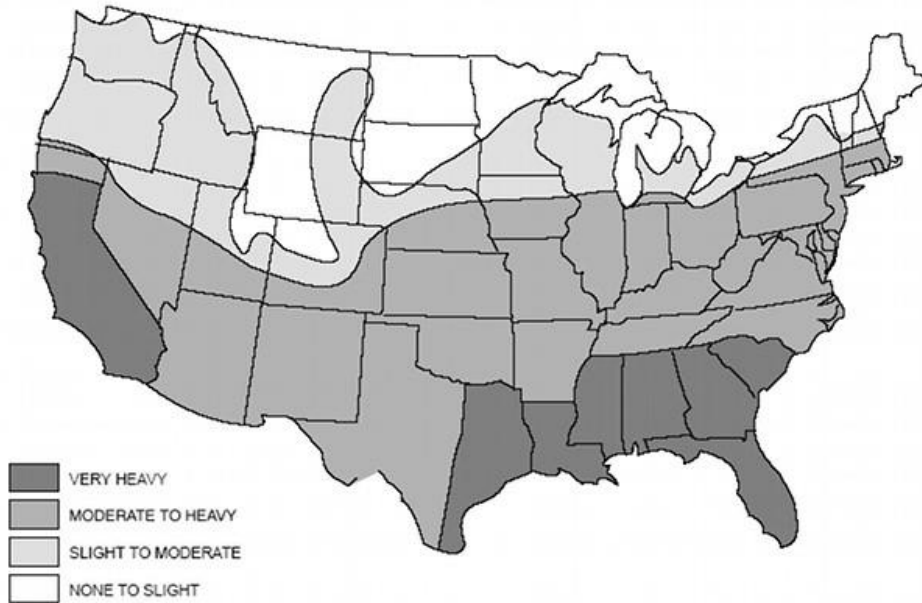 VERY HEAVY
MODERATE TO HEAVY
SLIGHT TO MODERATE
NONE TO SLIGHT